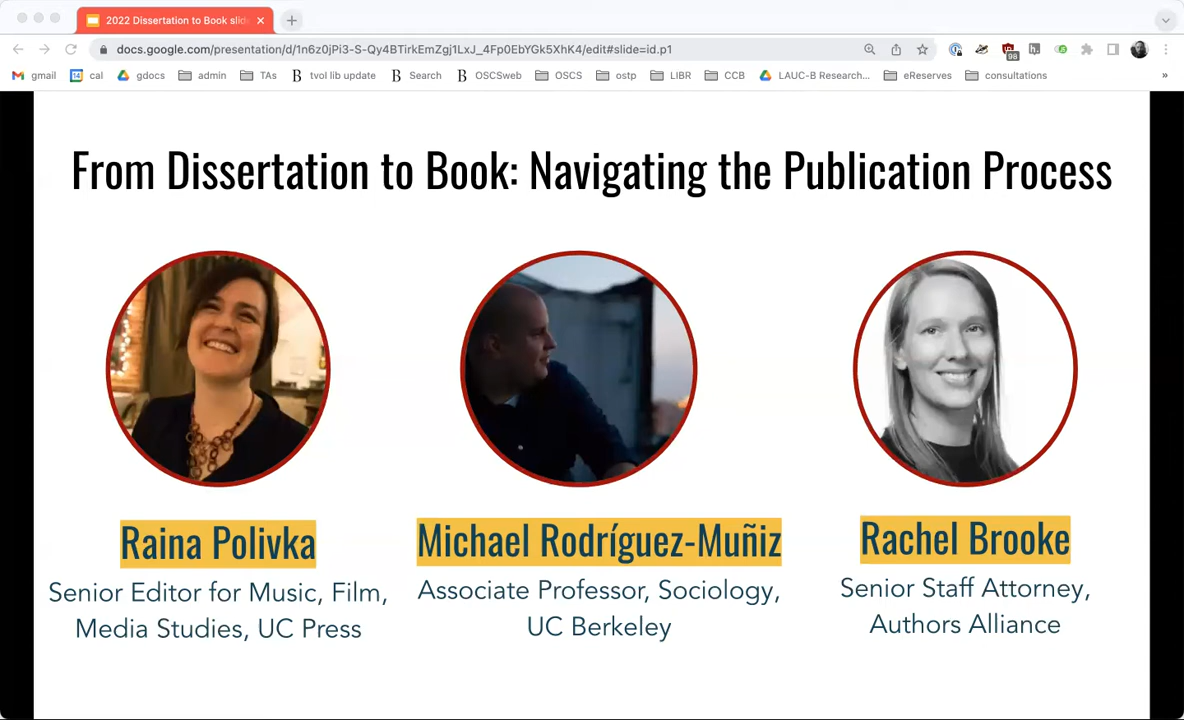 2022 Dissertation to Book slid
docs.google.com/presentation/d/1n6z0jPi3-S-Qy4BTirkEmZgj1LxJ_4Fp0EbYGk5XhK4/edit#slide=id.p1
98
gmail 14 cal gdocs admin TAs B tvol lib update B Search B OSCSweb OSCS ostp LIBR CCB LAUC-B Research... eReserves consultations »
From Dissertation to Book: Navigating the Publication Process
Raina Polivka
Senior Editor for Music, Film,
Media Studies, UC Press
Michael Rodríguez-Muñiz
Associate Professor, Sociology,
UC Berkeley
Rachel Brooke
Senior Staff Attorney,
Authors Alliance